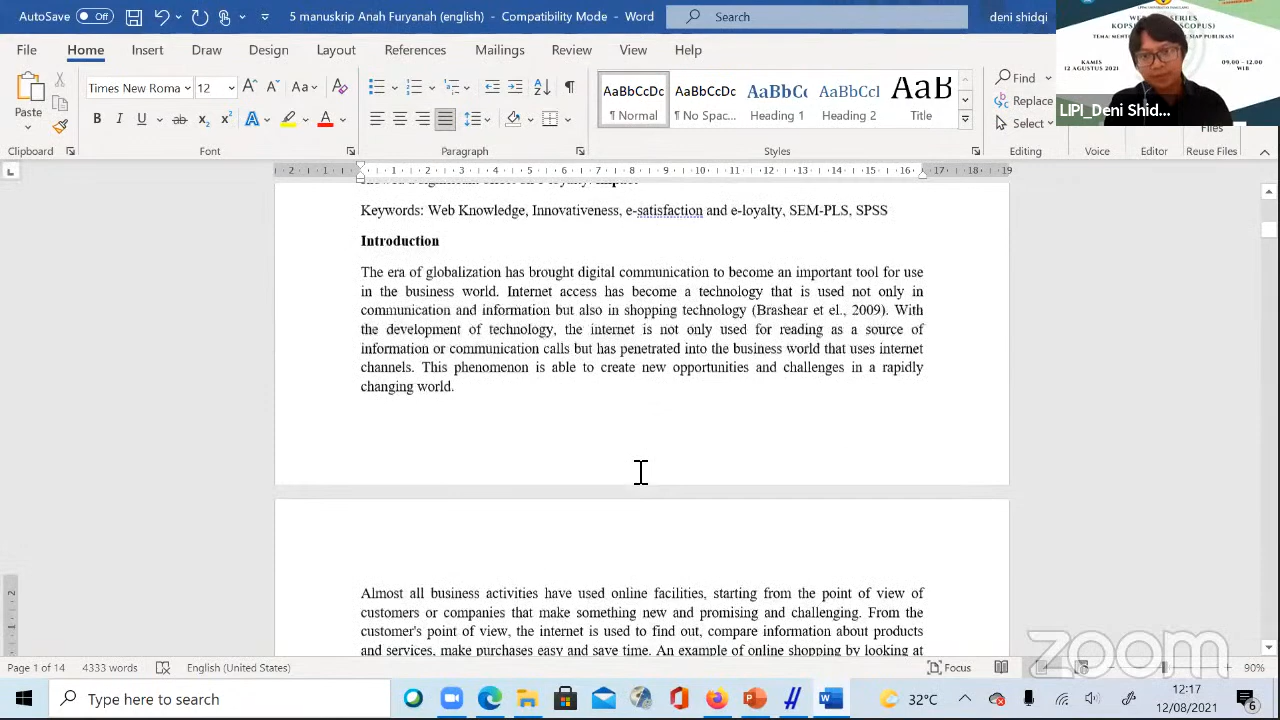 AutoSave
Off
5 manuskrip Anah Furyanah
Compatibility Mode
Search
deni shidqi
File Home Insert Draw Design Layout Mailings Review View Help
Paste
Times New Roma 12
AaBbCcDc AaBbCcDc AaBbCc AaBbCcl AaB
¶ Normal ¶ No Spac... Heading 1 Heading 2 Title
Find
Replace
Select
Clipboard Font Paragraph Styles Voice Editor Reuse Files
KAMIS
12 AGUSTUS 2021
09.00 - 12.00
WIB
LIPI_Deni Shid...
Keywords: Web Knowledge, Innovativeness, e-satisfaction and e-loyalty, SEM-PLS, SPSS
Introduction
The era of globalization has brought digital communication to become an important tool for use
in the business world. Internet access has become a technology that is used not only in
communication and information but also in shopping technology (Brashear et el., 2009). With
the development of technology, the internet is not only used for reading as a source of
information or communication calls but has penetrated into the business world that uses internet
channels. This phenomenon is able to create new opportunities and challenges in a rapidly
changing world.
Almost all business activities have used online facilities, starting from the point of view of
customers or companies that make something new and promising and challenging. From the
customer's point of view, the internet is used to find out, compare information about products
and services, make purchases easy and save time. An example of online shopping by looking at
zoom
Page 1 of 14 4333 words English (United States) Focus 90%
Type here to search
32°C
12:17
12/08/2021
6